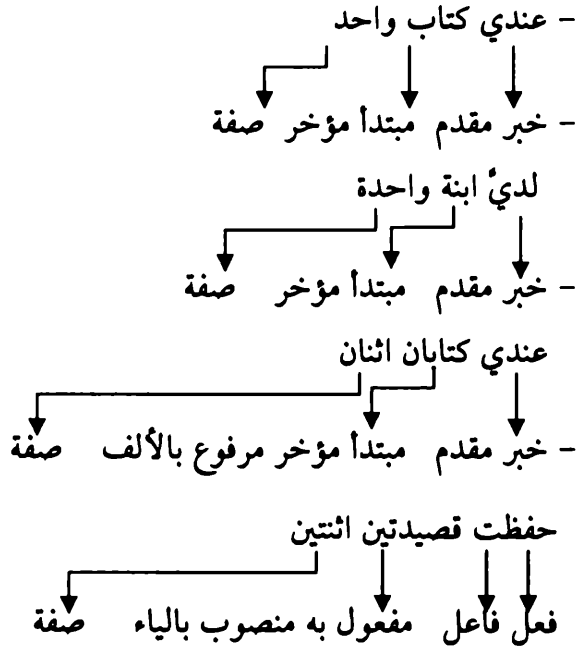 - عندي كتاب واحد
- خبر مقدم مبتدأ مؤخر صفة
لديَّ ابنة واحدة
- خبر مقدم مبتدأ مؤخر صفة
عندي كتابان اثنان
- خبر مقدم مبتدأ مؤخر مرفوع بالألف صفة
حفظت قصيدتين اثنتين
فعل فاعل مفعول به منصوب بالياء صفة